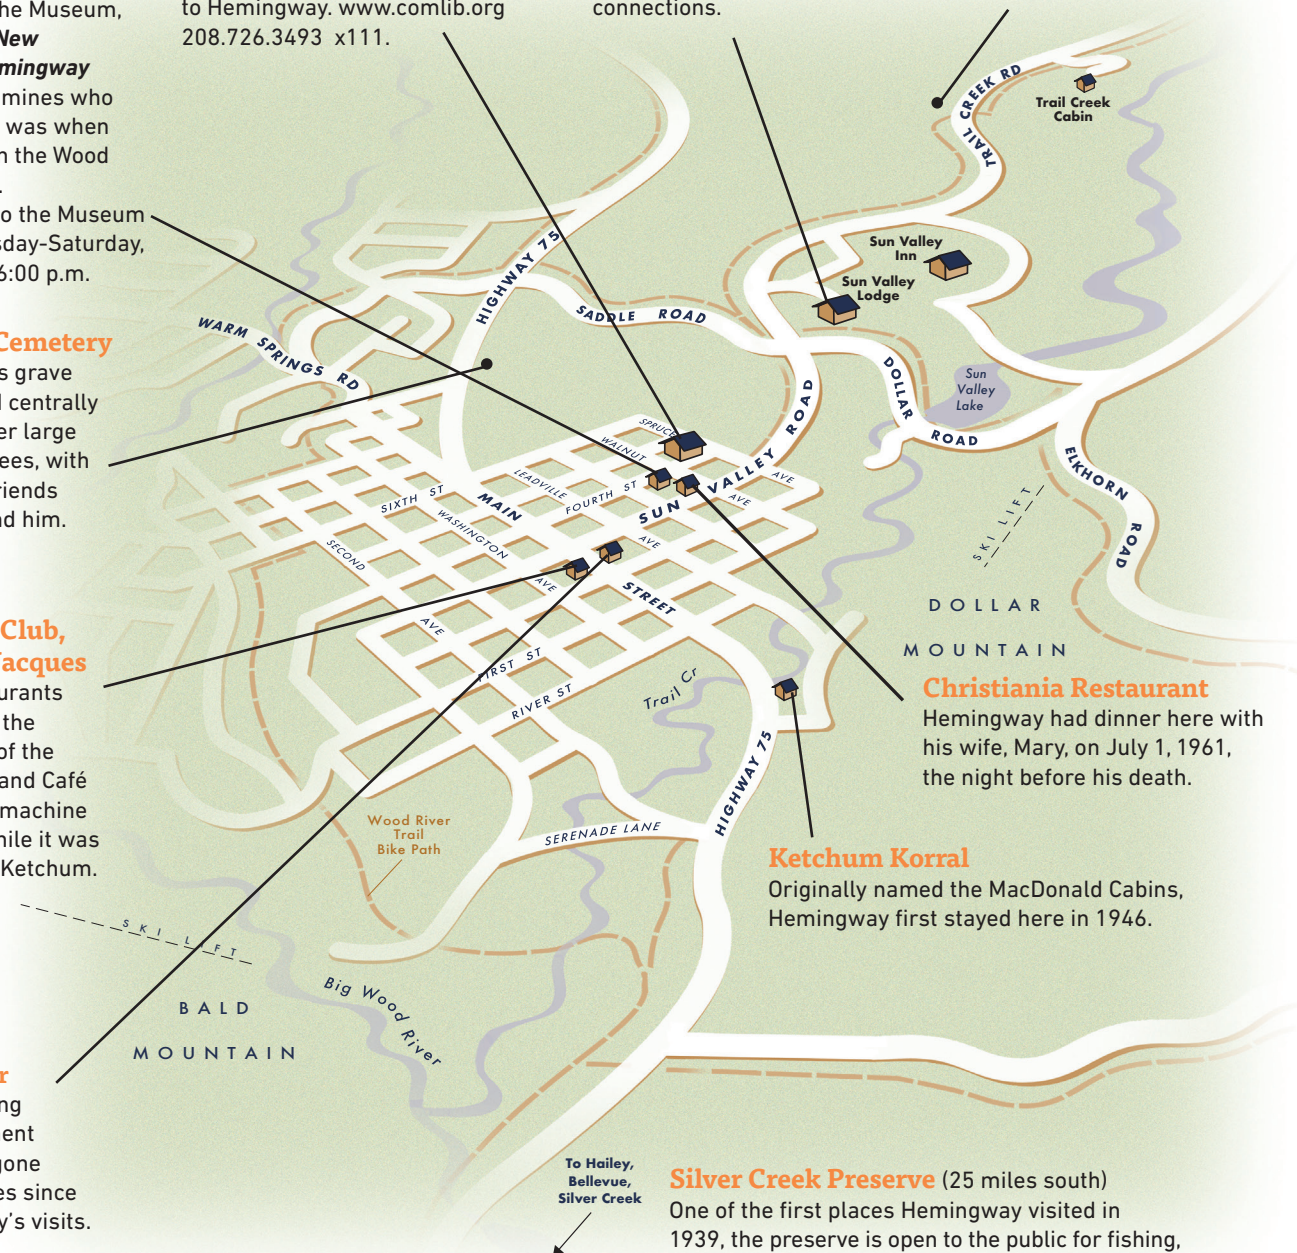 he Museum,
New
mingway
mines who
was when
n the Wood
.
o the Museum
sday-Saturday,
6:00 p.m.
to Hemingway. www.comlib.org
208.726.3493 x111.
connections.
Cemetery
s grave
d centrally
er large
ees, with
riends
nd him.
Club,
Jacques
urants
the
of the
and Café
machine
hile it was
Ketchum.
r
ng
ent
gone
es since
y's visits.
TRAIL CREEK RD
Trail Creek
Cabin
Sun Valley
Inn
Sun Valley
Lodge
HIGHWAY 75
SADDLE ROAD
WARM SPRINGS RD
DOLLAR ROAD
Sun
Valley
Lake
SUN VALLEY ROAD
ELKHORN ROAD
SKI LIFT
DOLLAR
MOUNTAIN
SPRUCE AVE
WALNUT AVE
LEADVILLE AVE
FOURTH ST
SIXTH ST
MAIN STREET
WASHINGTON AVE
SECOND AVE
FIRST ST
RIVER ST
Trail Cr
HIGHWAY 75
SERENADE LANE
Wood River
Trail
Bike Path
SKI LIFT
BALD
MOUNTAIN
Big Wood River
Christiania Restaurant
Hemingway had dinner here with
his wife, Mary, on July 1, 1961,
the night before his death.
Ketchum Korral
Originally named the MacDonald Cabins,
Hemingway first stayed here in 1946.
To Hailey,
Bellevue,
Silver Creek
Silver Creek Preserve (25 miles south)
One of the first places Hemingway visited in
1939, the preserve is open to the public for fishing,